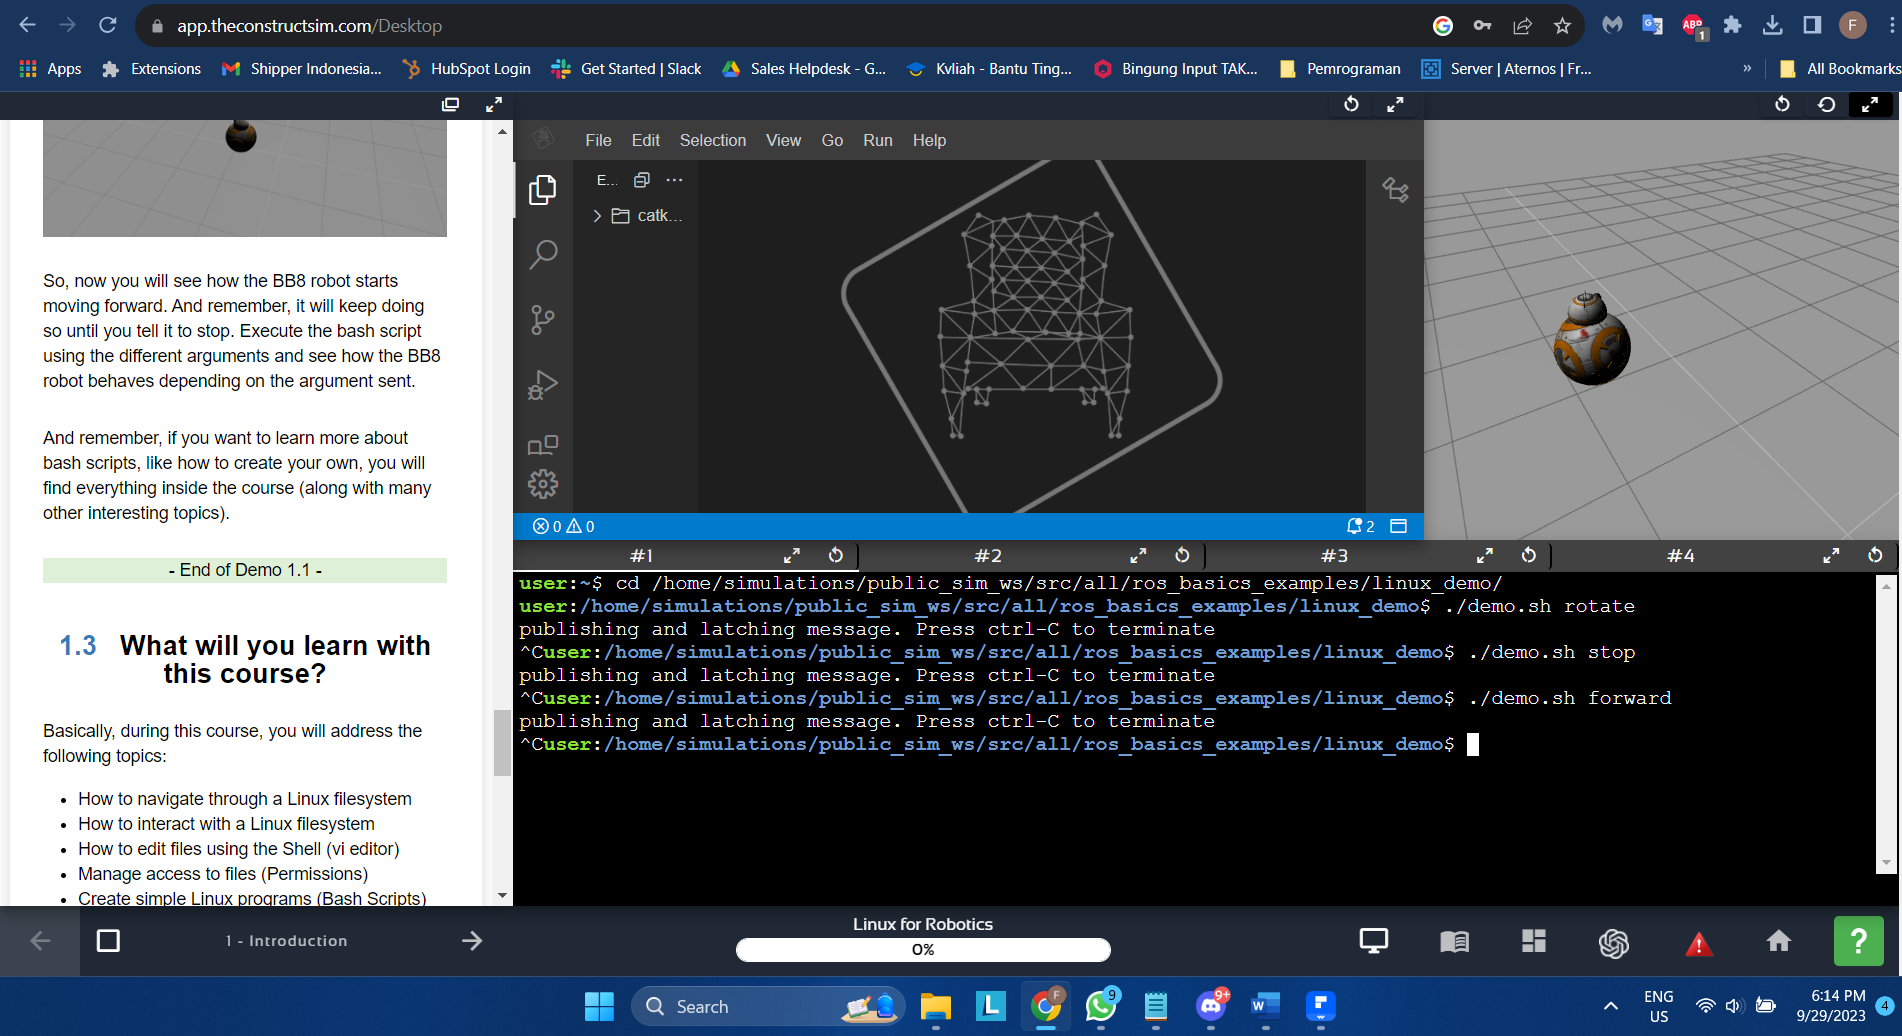 app.theconstructsim.com/Desktop
ABP
1
F
Apps
Extensions
Shipper Indonesia...
HubSpot Login
Get Started | Slack
Sales Helpdesk - G...
Kvliah - Bantu Ting...
Bingung Input TAK...
Pemrograman
Server | Aternos | Fr...
»
All Bookmarks
So, now you will see how the BB8 robot starts
moving forward. And remember, it will keep doing
so until you tell it to stop. Execute the bash script
using the different arguments and see how the BB8
robot behaves depending on the argument sent.
And remember, if you want to learn more about
bash scripts, like how to create your own, you will
find everything inside the course (along with many
other interesting topics).
- End of Demo 1.1 -
1.3 What will you learn with
this course?
Basically, during this course, you will address the
following topics:
• How to navigate through a Linux filesystem
• How to interact with a Linux filesystem
• How to edit files using the Shell (vi editor)
• Manage access to files (Permissions)
• Create simple Linux programs (Bash Scripts)
File Edit Selection View Go Run Help
E...
catk...
0 0
2
#1
#2
#3
#4
user:~$ cd /home/simulations/public_sim_ws/src/all/ros_basics_examples/linux_demo/
user:/home/simulations/public_sim_ws/src/all/ros_basics_examples/linux_demo$ ./demo.sh rotate
publishing and latching message. Press ctrl-C to terminate
^Cuser:/home/simulations/public_sim_ws/src/all/ros_basics_examples/linux_demo$ ./demo.sh stop
publishing and latching message. Press ctrl-C to terminate
^Cuser:/home/simulations/public_sim_ws/src/all/ros_basics_examples/linux_demo$ ./demo.sh forward
publishing and latching message. Press ctrl-C to terminate
^Cuser:/home/simulations/public_sim_ws/src/all/ros_basics_examples/linux_demo$
1 - Introduction
Linux for Robotics
0%
?
Search
L
F
9
9+
W
ENG
US
6:14 PM
9/29/2023
4